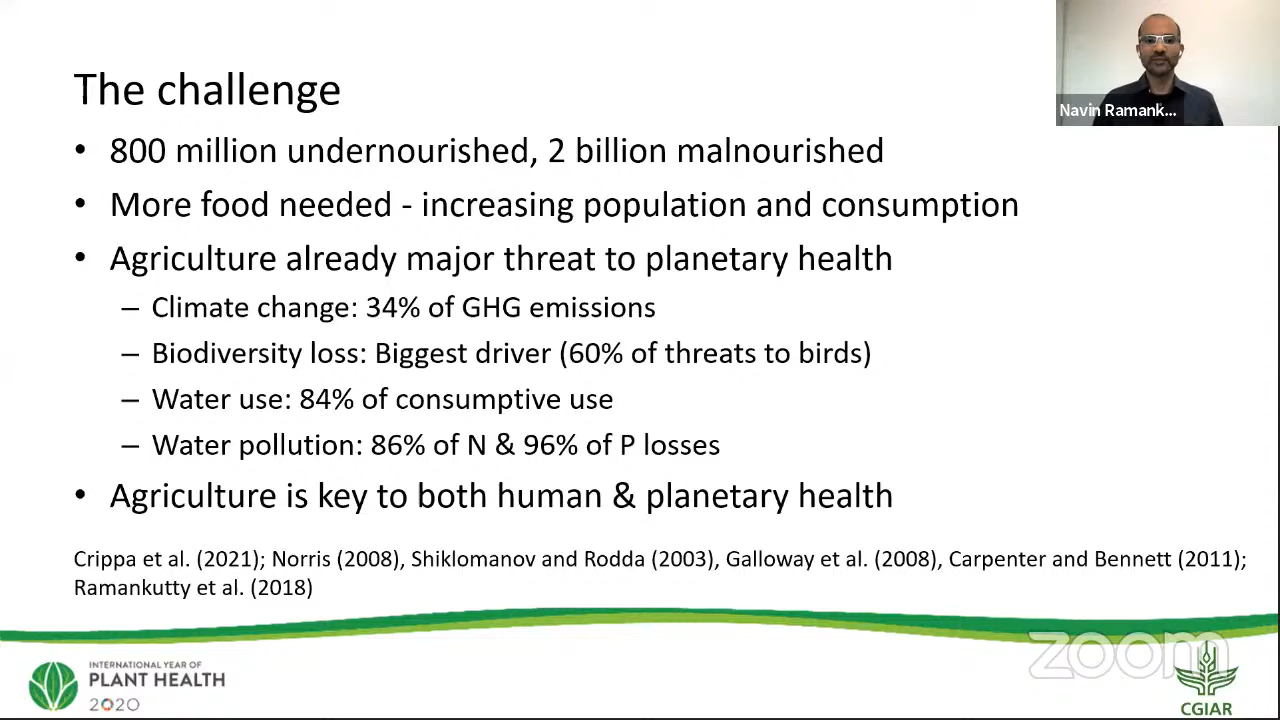 The challenge
• 800 million undernourished, 2 billion malnourished
• More food needed - increasing population and consumption
• Agriculture already major threat to planetary health
– Climate change: 34% of GHG emissions
– Biodiversity loss: Biggest driver (60% of threats to birds)
– Water use: 84% of consumptive use
– Water pollution: 86% of N & 96% of P losses
• Agriculture is key to both human & planetary health
Crippa et al. (2021); Norris (2008), Shiklomanov and Rodda (2003), Galloway et al. (2008), Carpenter and Bennett (2011);
Ramankutty et al. (2018)
Navin Ramank...
INTERNATIONAL YEAR OF
PLANT HEALTH
2020
zoom
CGIAR